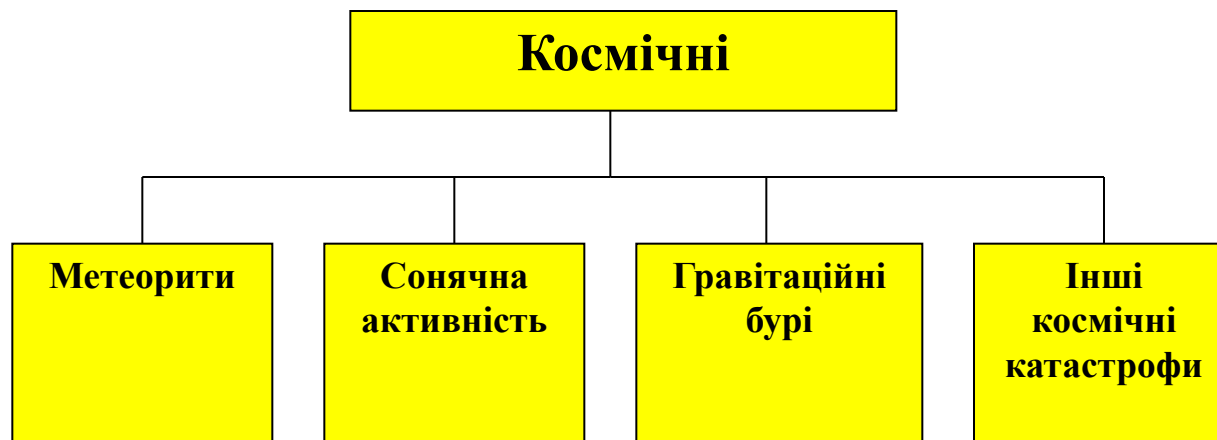 Космічні
Метеорити
Сонячна
активність
Гравітаційні
бурі
Інші
космічні
катастрофи